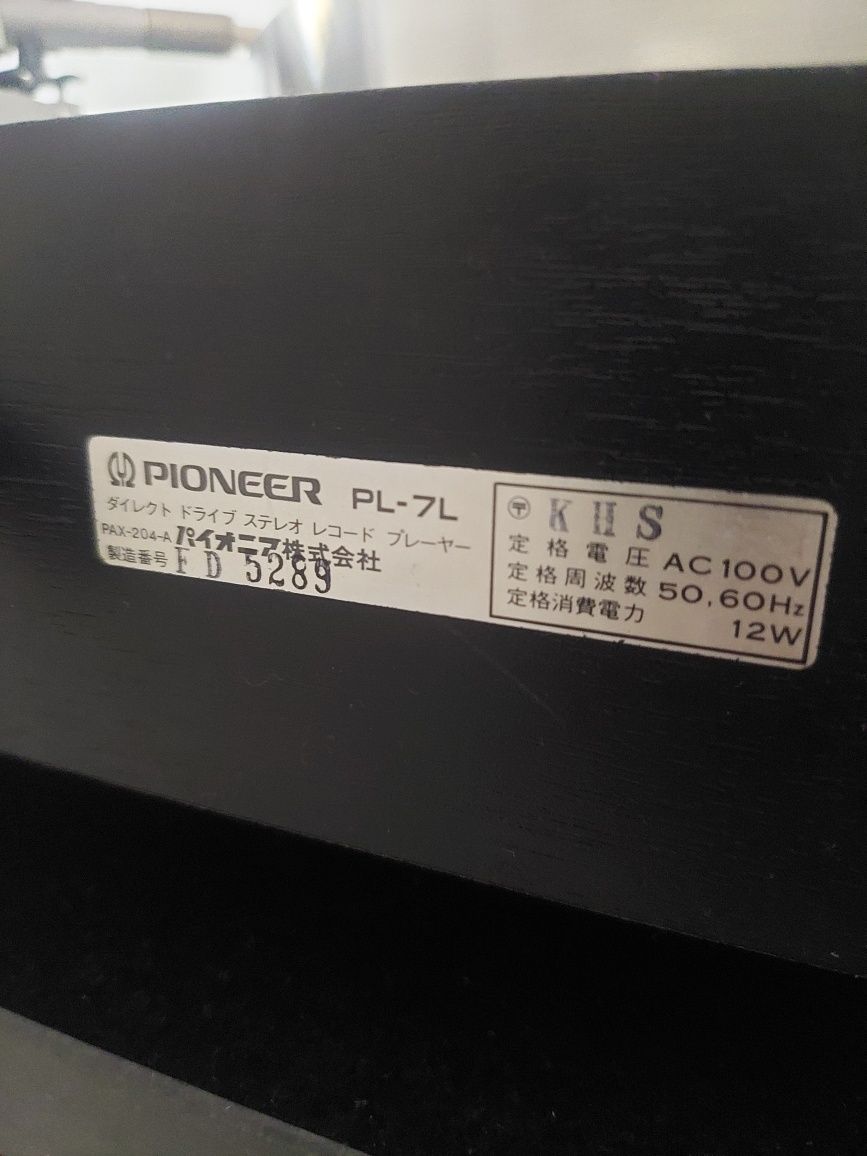 PIONEER PL-7L
ダイレクト ドライブ ステレオ レコード プレーヤー
PAX-204-A パイオニア株式会社
製造番号 FD 5289
〒 KHS
定格電圧 AC100V
定格周波数 50,60Hz
定格消費電力 12W